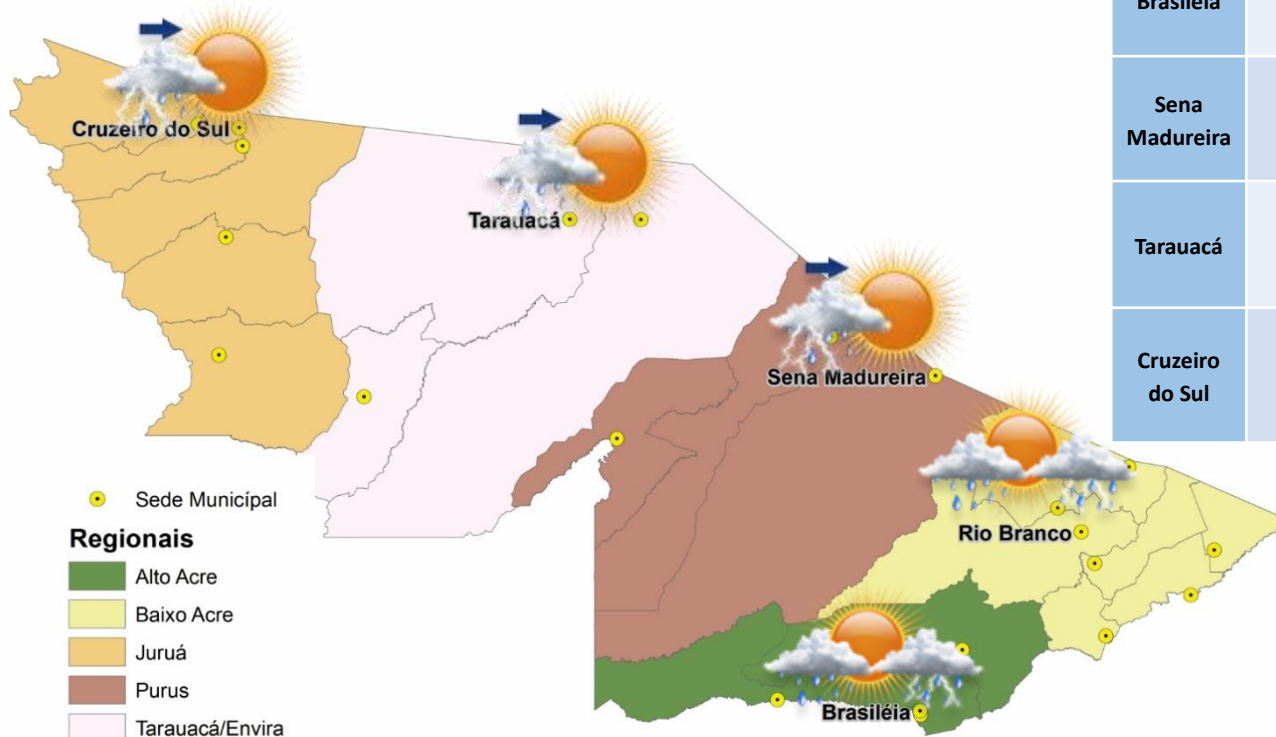 Brasiléia
Sena
Madureira
Tarauacá
Cruzeiro
do Sul
Cruzeiro do Sul
Tarauacá
Sena Madureira
Rio Branco
Brasiléia
Sede Municípal
Regionais
Alto Acre
Baixo Acre
Juruá
Purus
Tarauacá/Envira